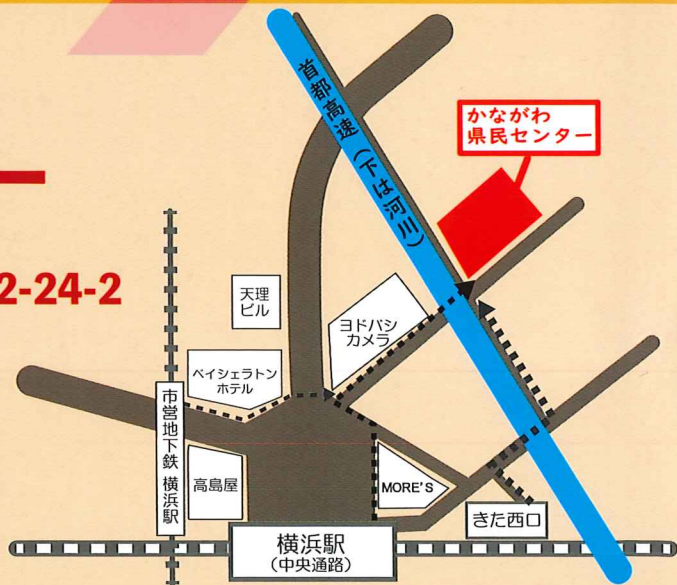 首都高速（下は河川）
かながわ
県民センター
2-24-2
天理
ビル
ヨドバシ
カメラ
ベイシェラトン
ホテル
市営地下鉄 横浜駅
高島屋
MORE'S
きた西口
横浜駅
（中央通路）